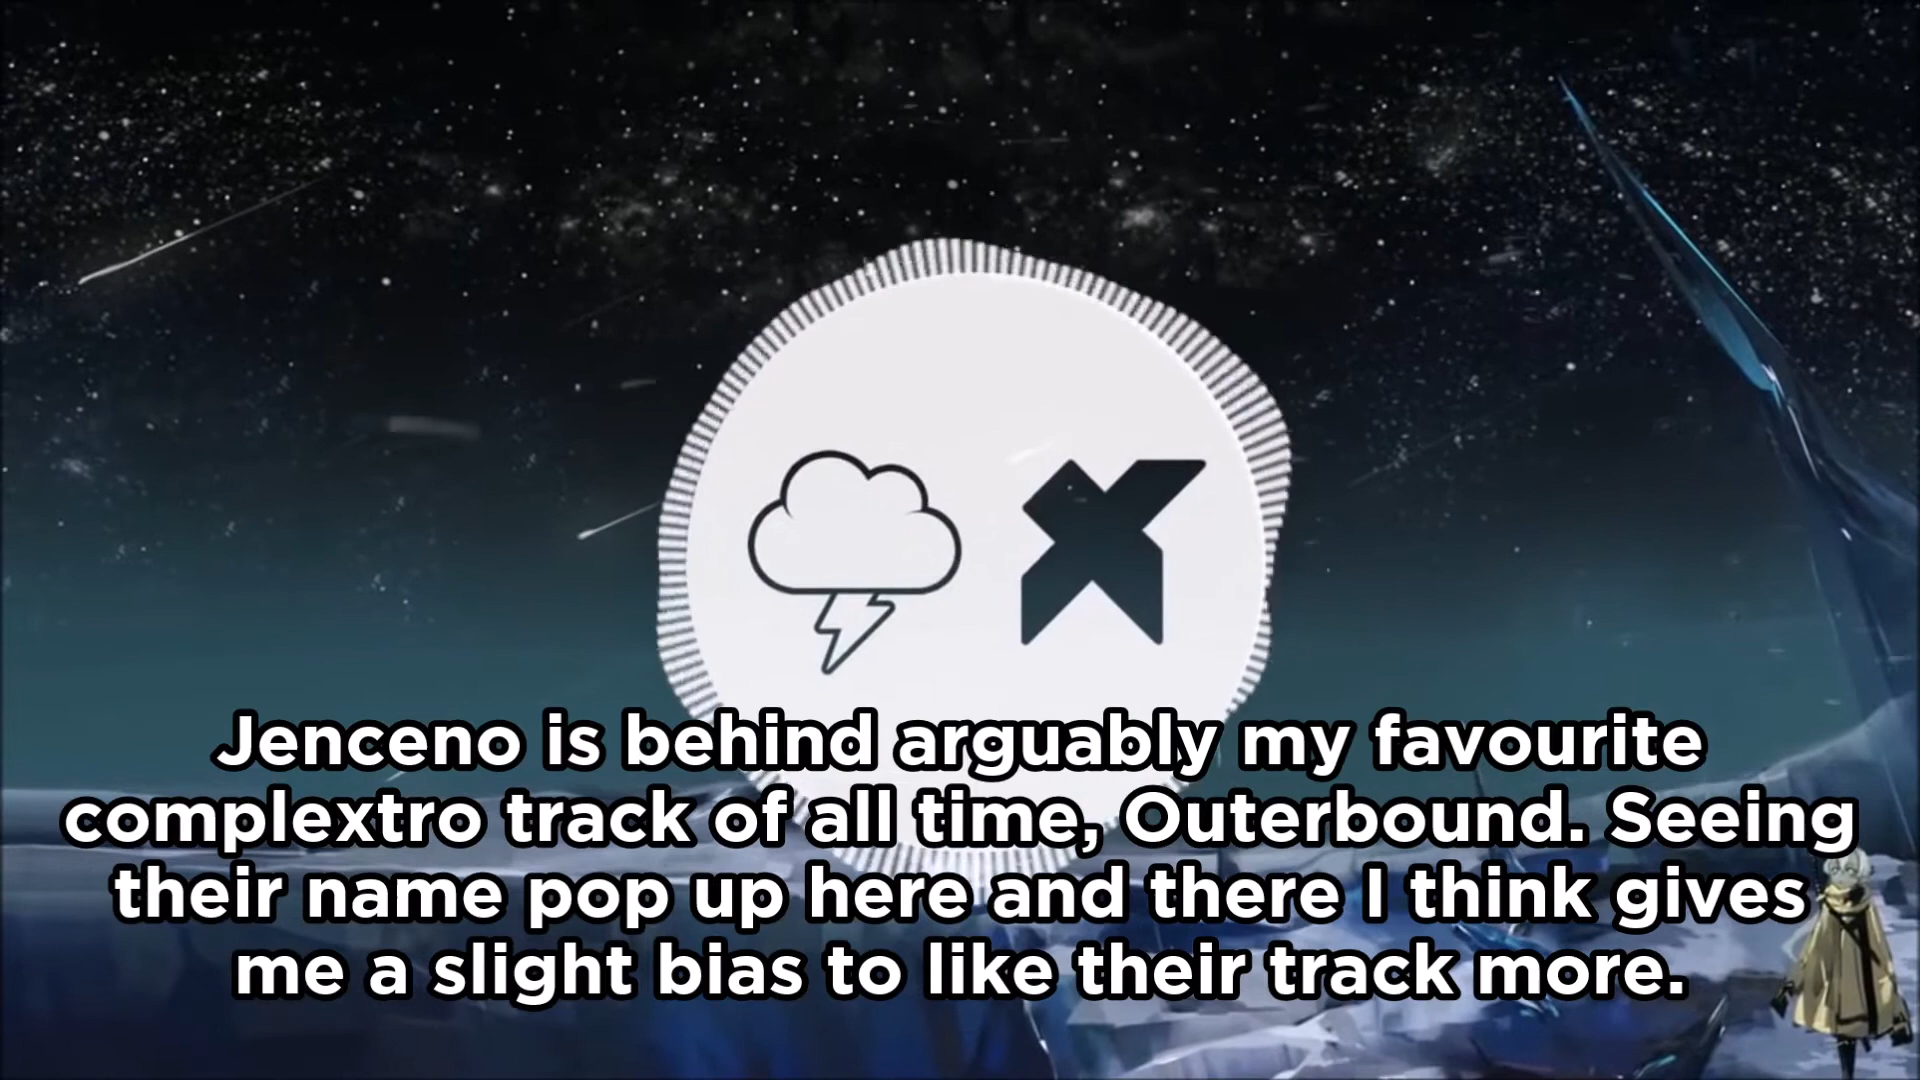 Jenceno is behind arguably my favourite
complextro track of all time, Outerbound. Seeing
their name pop up here and there I think gives
me a slight bias to like their track more.